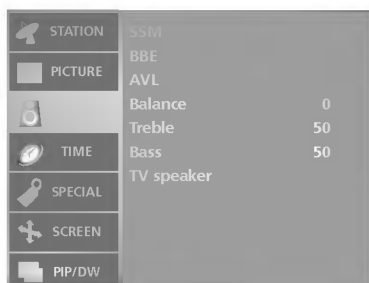 STATION
PICTURE
TIME
SPECIAL
SCREEN
PIP/DW
SSM
BBE
AVL
Balance 0
Treble 50
Bass 50
TV speaker